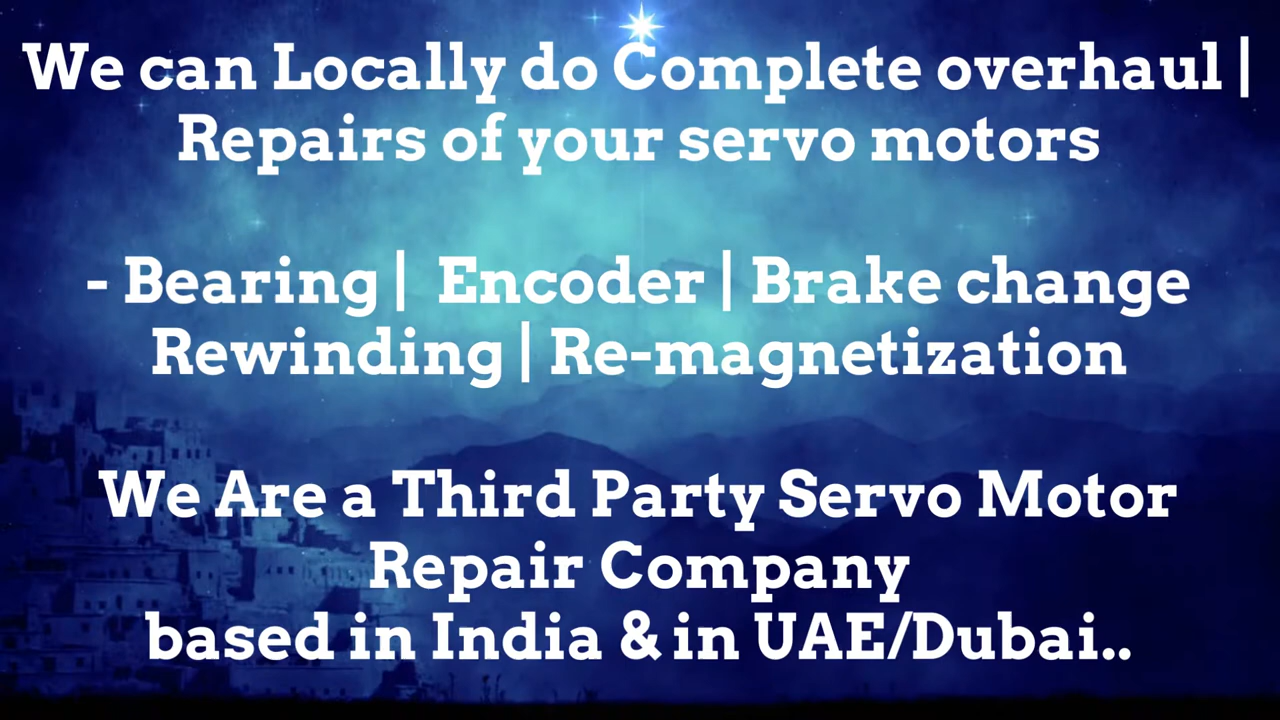 We can Locally do Complete overhaul |
Repairs of your servo motors
- Bearing | Encoder | Brake change
Rewinding | Re-magnetization
We Are a Third Party Servo Motor
Repair Company
based in India & in UAE/Dubai..